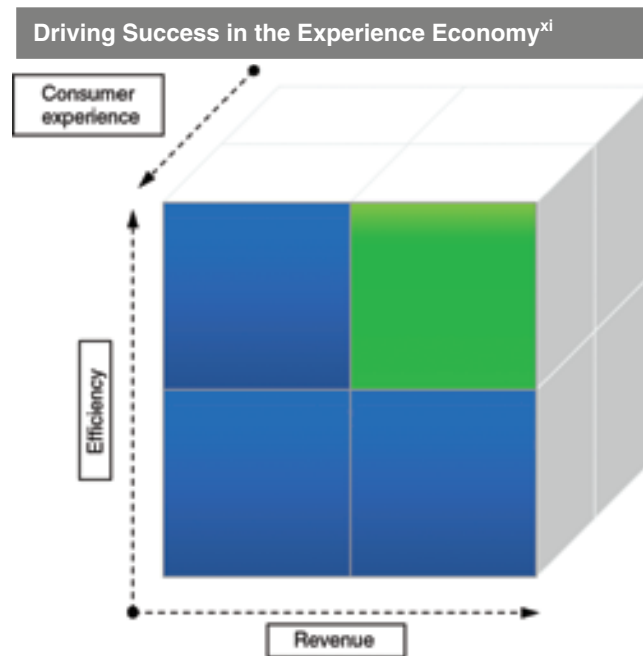 Driving Success in the Experience Economyxi
Consumer
experience
Efficiency
Revenue